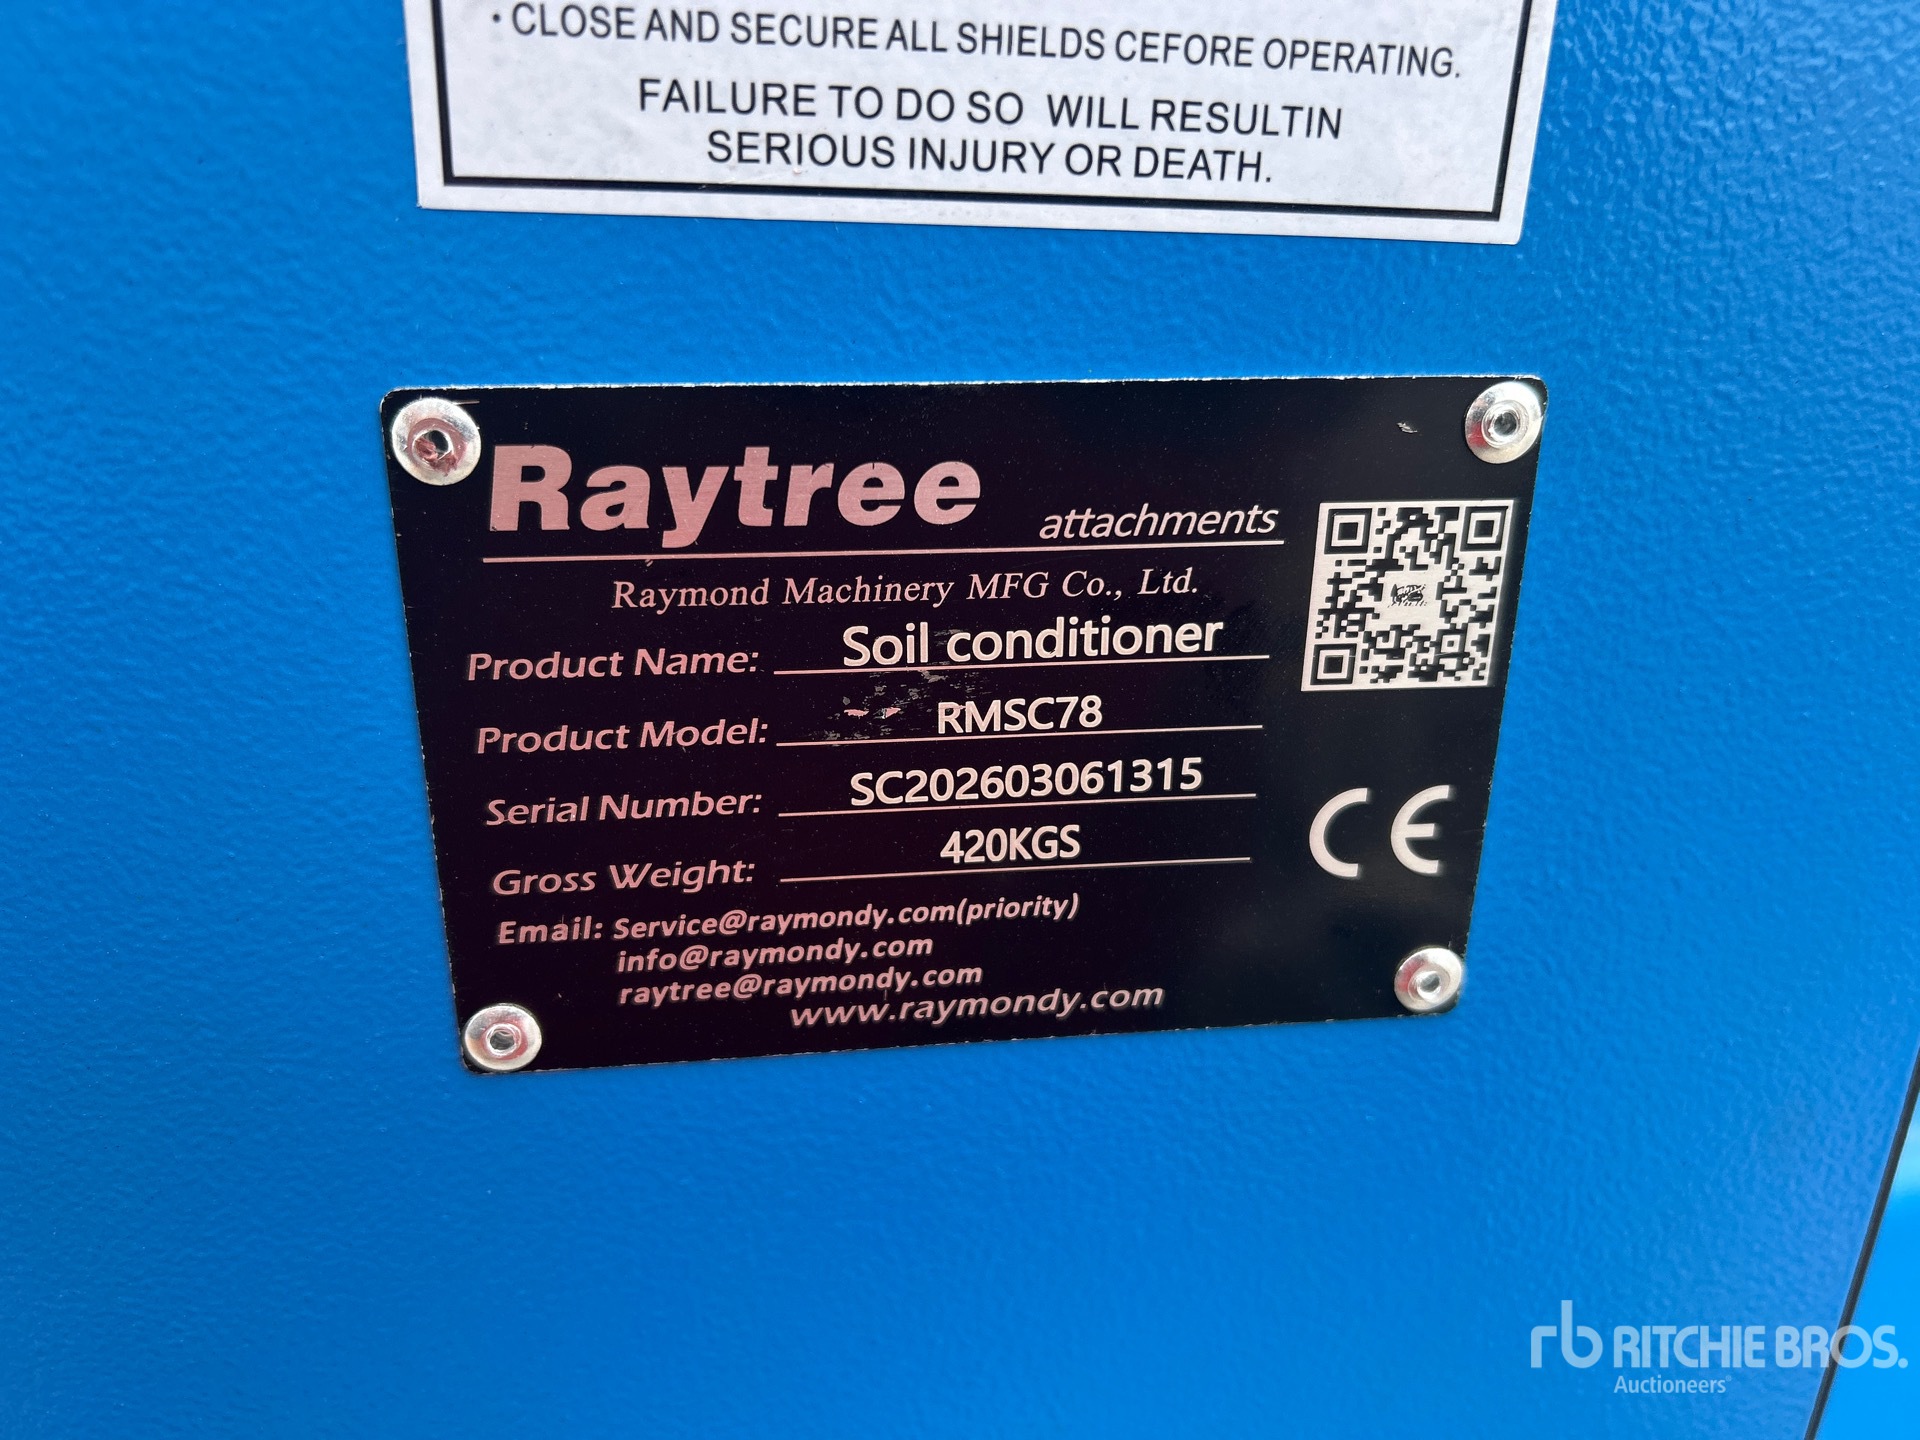 · CLOSE AND SECURE ALL SHIELDS CEFORE OPERATING.
FAILURE TO DO SO WILL RESULTIN
SERIOUS INJURY OR DEATH.
Raytree attachments
Raymond Machinery MFG Co., Ltd.
Product Name: Soil conditioner
Product Model: RMSC78
Serial Number: SC202603061315
Gross Weight: 420KGS
Email: Service@raymondy.com(priority)
info@raymondy.com
raytree@raymondy.com
www.raymondy.com
CE
rb RITCHIE BROS.
Auctioneers